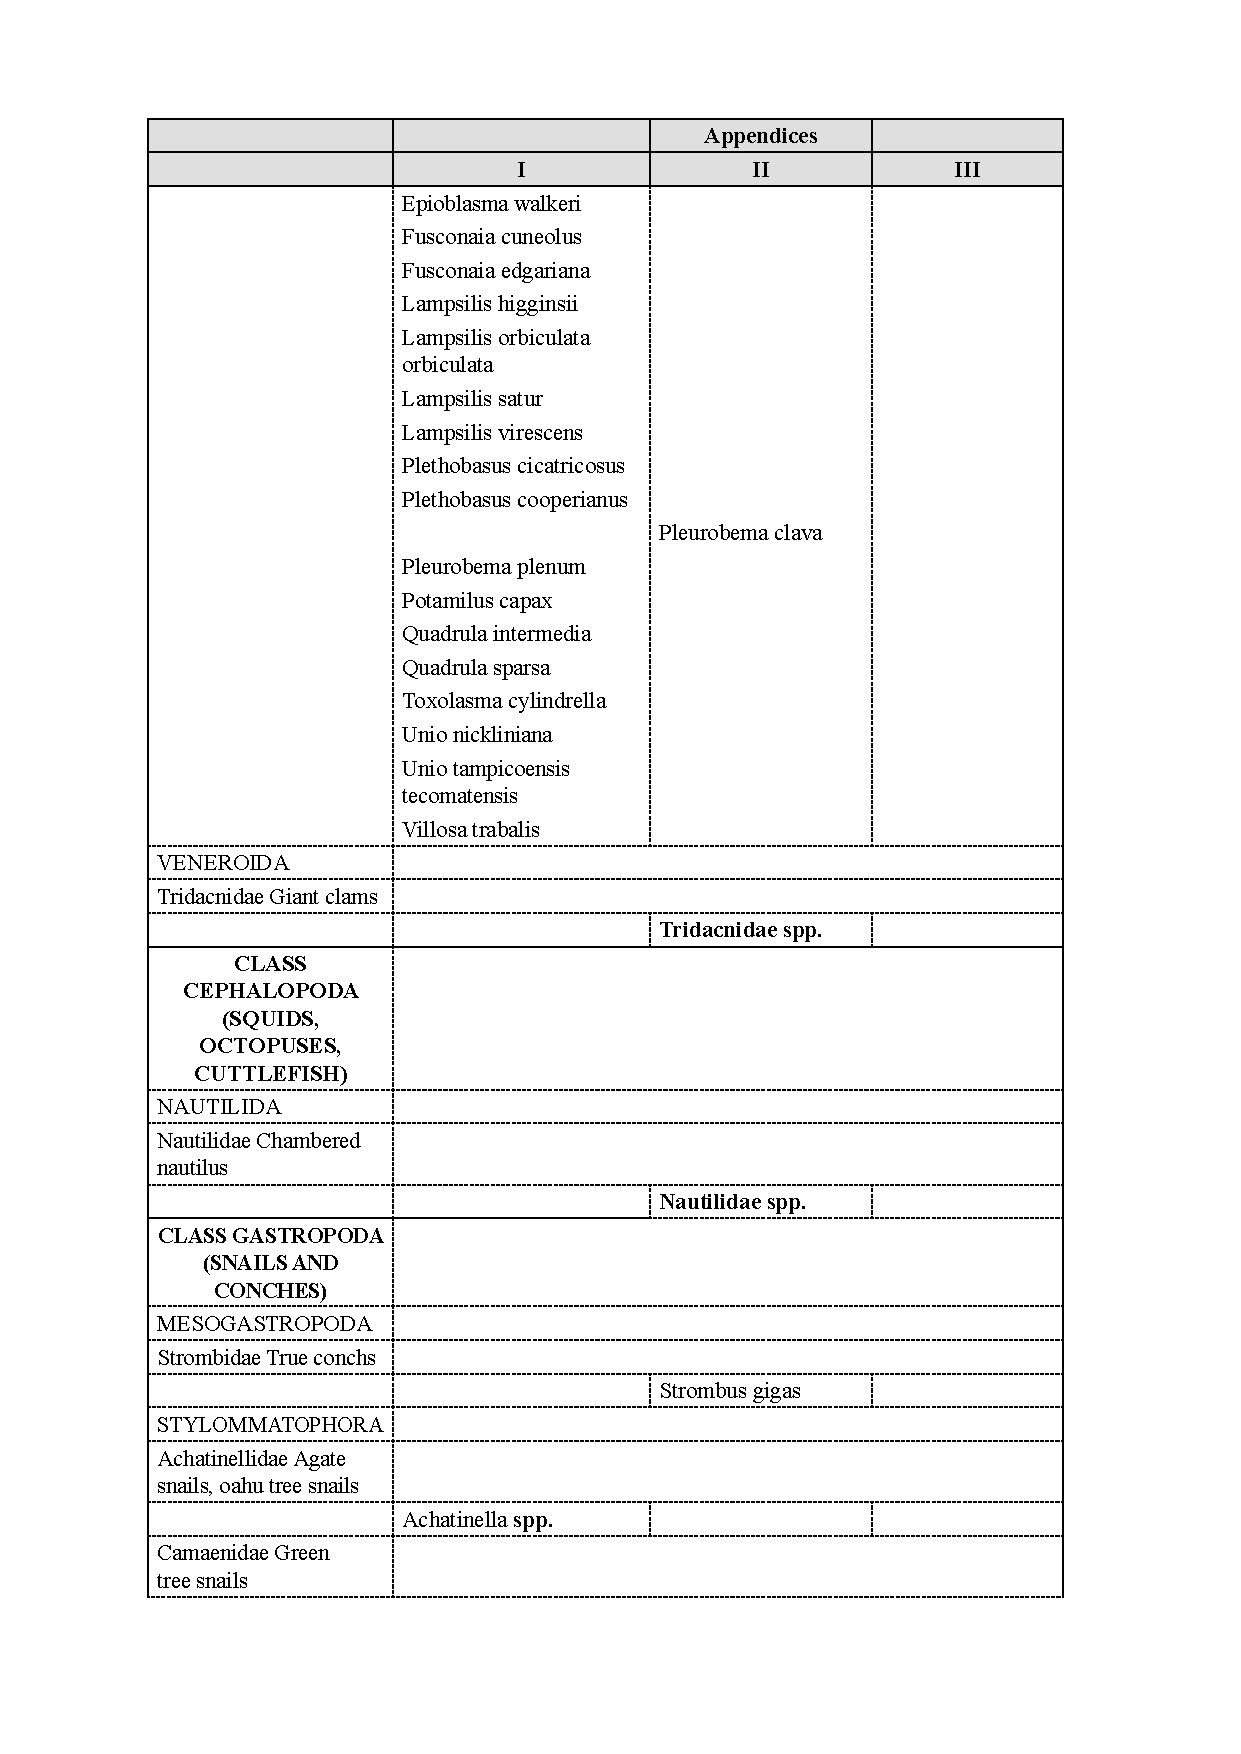 Appendices
I II III
Epioblasma walkeri
Fusconaia cuneolus
Fusconaia edgariana
Lampsilis higginsii
Lampsilis orbiculata
orbiculata
Lampsilis satur
Lampsilis virescens
Plethobasus cicatricosus
Plethobasus cooperianus
Pleurobema clava
Pleurobema plenum
Potamilus capax
Quadrula intermedia
Quadrula sparsa
Toxolasma cylindrella
Unio nickliniana
Unio tampicoensis
tecomatensis
Villosa trabalis
VENEROIDA
Tridacnidae Giant clams
Tridacnidae spp.
CLASS
CEPHALOPODA
(SQUIDS,
OCTOPUSES,
CUTTLEFISH)
NAUTILIDA
Nautilidae Chambered
nautilus
Nautilidae spp.
CLASS GASTROPODA
(SNAILS AND
CONCHES)
MESOGASTROPODA
Strombidae True conchs
Strombus gigas
STYLOMMATOPHORA
Achatinellidae Agate
snails, oahu tree snails
Achatinella spp.
Camaenidae Green
tree snails